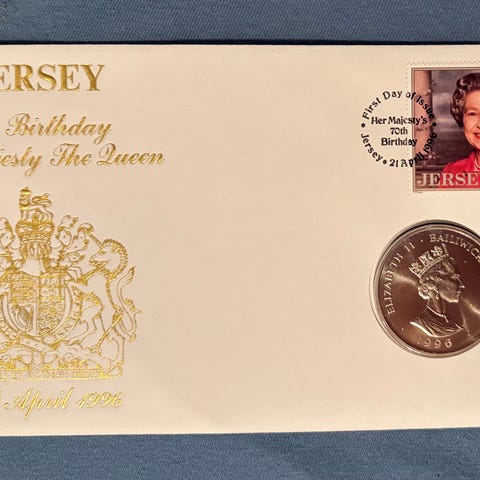 ERSEY
Birthday
jesty The Queen
April 1996
First Day of Issue
Her Majesty's
70th
Birthday
Jersey • 21 April 1996
JERSE
ELIZABETH II · BAILIWICK
1996